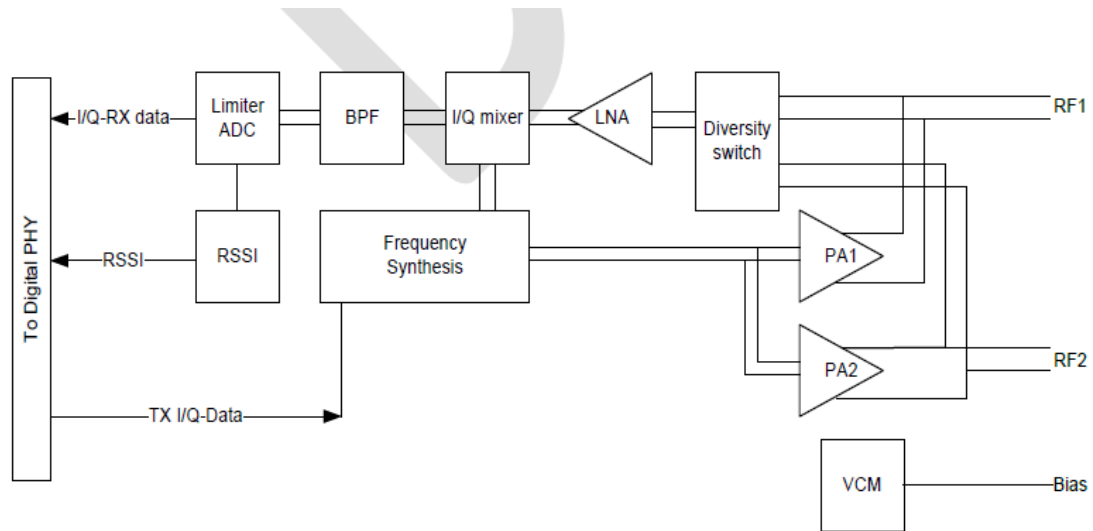 I/Q-RX data
Limiter
ADC
BPF
I/Q mixer
LNA
Diversity
switch
RF1
To Digital PHY
RSSI
RSSI
Frequency
Synthesis
PA1
PA2
RF2
TX I/Q-Data
VCM
Bias